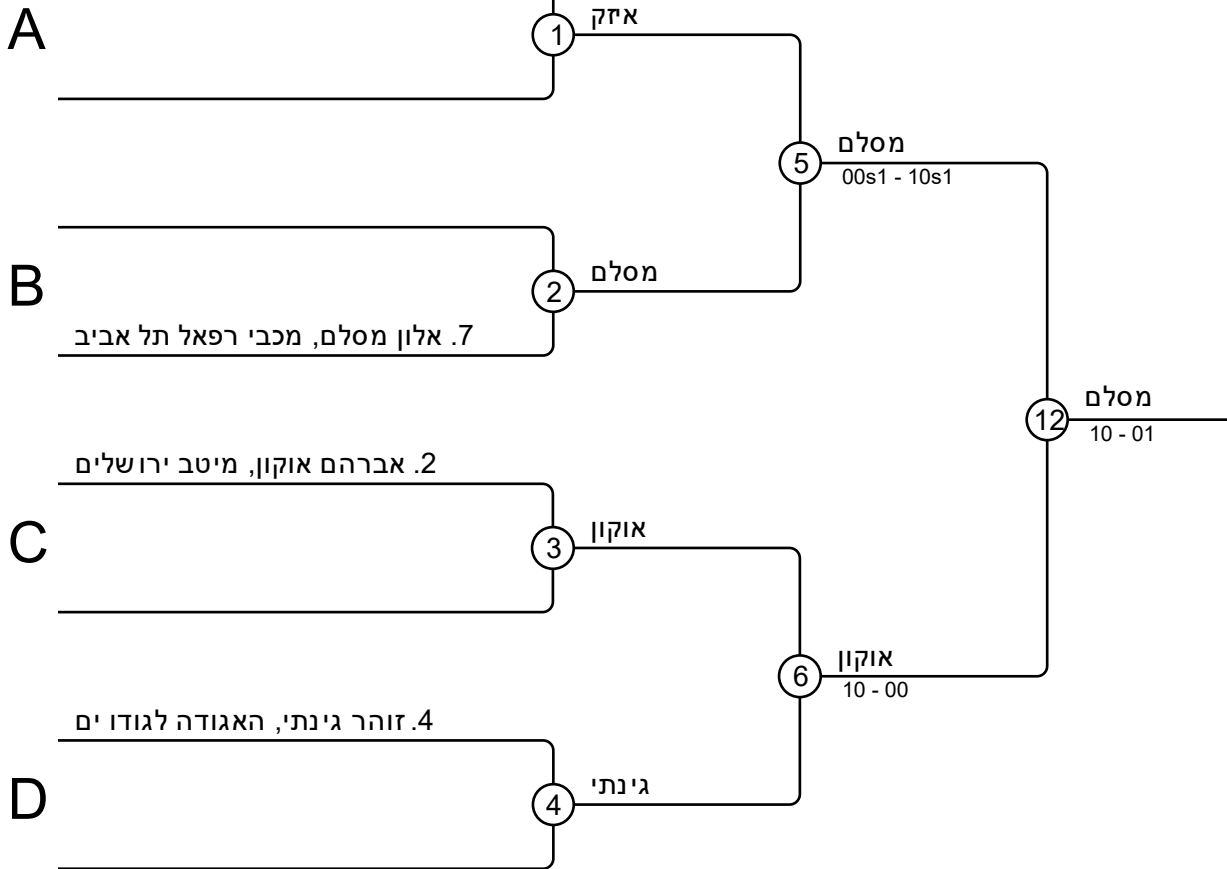 A
1
איזק
5
מסלם
00s1 - 10s1
B
2
מסלם
7. אלון מסלם, מכבי רפאל תל אביב
12
מסלם
10 - 01
2. אברהם אוקון, מיטב ירושלים
C
3
אוקון
6
אוקון
10 - 00
4. זוהר גינתי, האגודה לגודו ים
D
4
גינתי